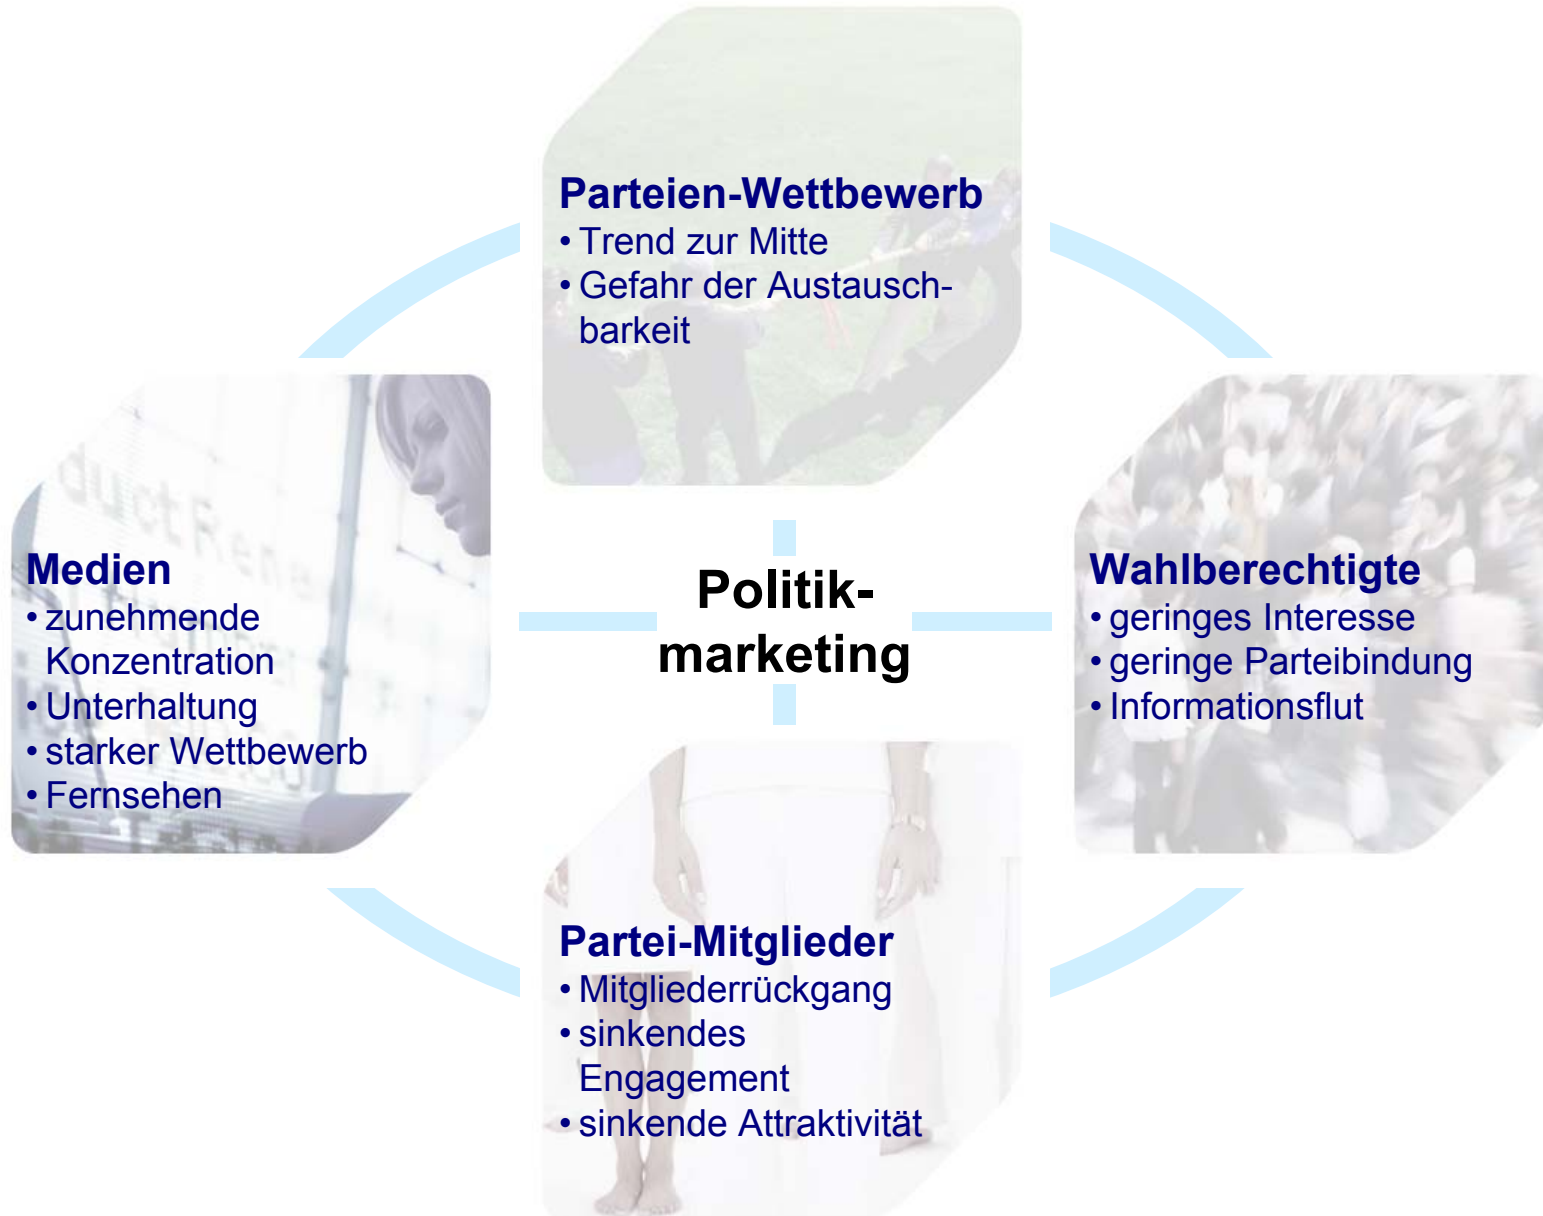 Parteien-Wettbewerb
• Trend zur Mitte
• Gefahr der Austausch-
barkeit
Medien
• zunehmende
Konzentration
• Unterhaltung
• starker Wettbewerb
• Fernsehen
Politik-
marketing
Wahlberechtigte
• geringes Interesse
• geringe Parteibindung
• Informationsflut
Partei-Mitglieder
• Mitgliederrückgang
• sinkendes
Engagement
• sinkende Attraktivität